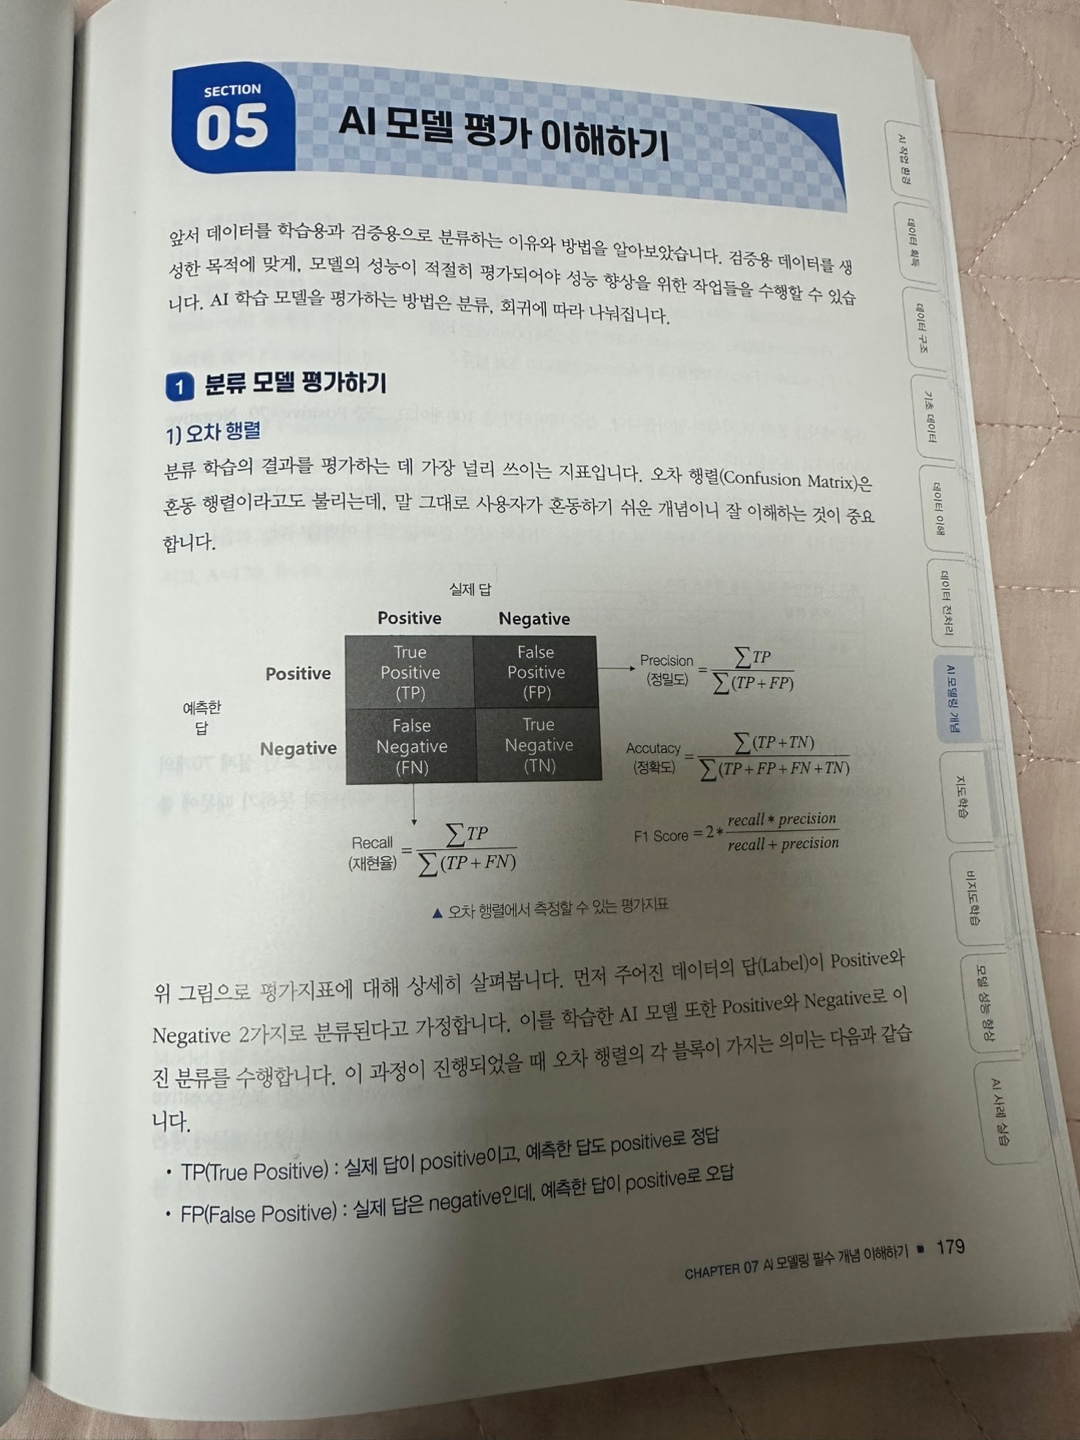 SECTION
05
AI 모델 평가 이해하기
앞서 데이터를 학습용과 검증용으로 분류하는 이유와 방법을 알아보았습니다. 검증용 데이터를 생
성한 목적에 맞게, 모델의 성능이 적절히 평가되어야 성능 향상을 위한 작업들을 수행할 수 있습
니다. AI 학습 모델을 평가하는 방법은 분류, 회귀에 따라 나눠집니다.
1 분류 모델 평가하기
1) 오차 행렬
분류 학습의 결과를 평가하는 데 가장 널리 쓰이는 지표입니다. 오차 행렬(Confusion Matrix)은
혼동 행렬이라고도 불리는데, 말 그대로 사용자가 혼동하기 쉬운 개념이니 잘 이해하는 것이 중요
합니다.
실제 답
Positive Negative
예측한
답
Positive
True
Positive
(TP)
False
Positive
(FP)
Negative
False
Negative
(FN)
True
Negative
(TN)
Precision
(정밀도)
= ∑TP / ∑(TP+FP)
Accutacy
(정확도)
= ∑(TP+TN) / ∑(TP+FP+FN+TN)
Recall
(재현율)
= ∑TP / ∑(TP+FN)
F1 Score = 2* recall * precision / recall + precision
▲ 오차 행렬에서 측정할 수 있는 평가지표
위 그림으로 평가지표에 대해 상세히 살펴봅니다. 먼저 주어진 데이터의 답(Label)이 Positive와
Negative 2가지로 분류된다고 가정합니다. 이를 학습한 AI 모델 또한 Positive와 Negative로 이
진 분류를 수행합니다. 이 과정이 진행되었을 때 오차 행렬의 각 블록이 가지는 의미는 다음과 같습
니다.
• TP(True Positive) : 실제 답이 positive이고, 예측한 답도 positive로 정답
• FP(False Positive) : 실제 답은 negative인데, 예측한 답이 positive로 오답
CHAPTER 07 AI 모델링 필수 개념 이해하기 ■ 179
AI 작업 환경
데이터 획득
데이터 구조
기초 데이터
데이터 이해
데이터 전처리
AI 모델링 개념
지도학습
비지도학습
모델 성능 향상
AI 사례 실습